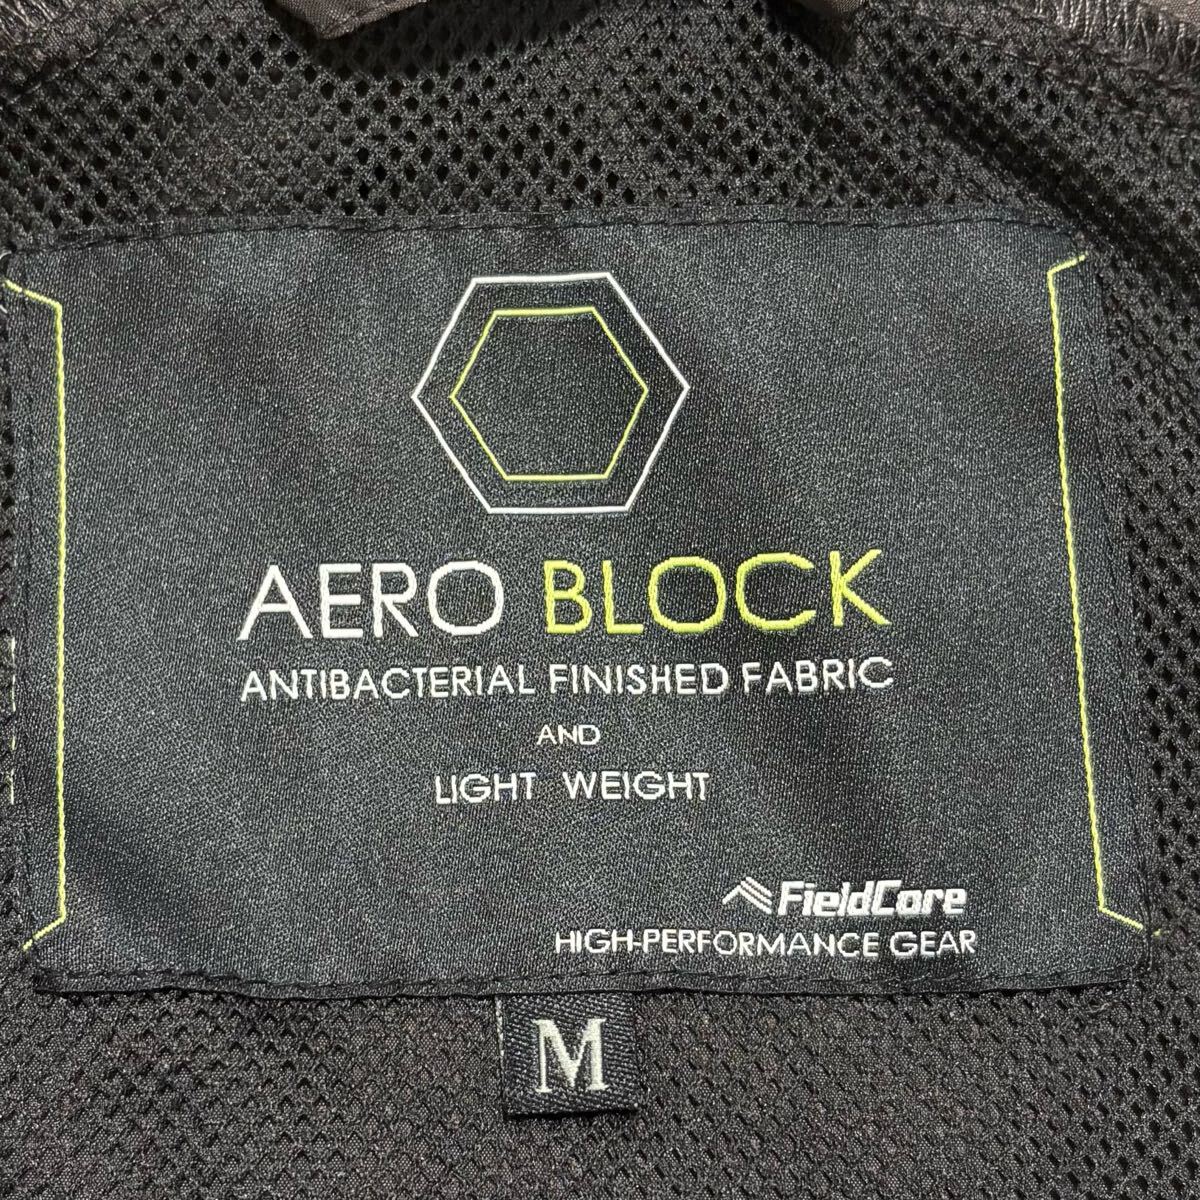 AERO BLOCK
ANTIBACTERIAL FINISHED FABRIC
AND
LIGHT WEIGHT
FieldCore
HIGH-PERFORMANCE GEAR
M